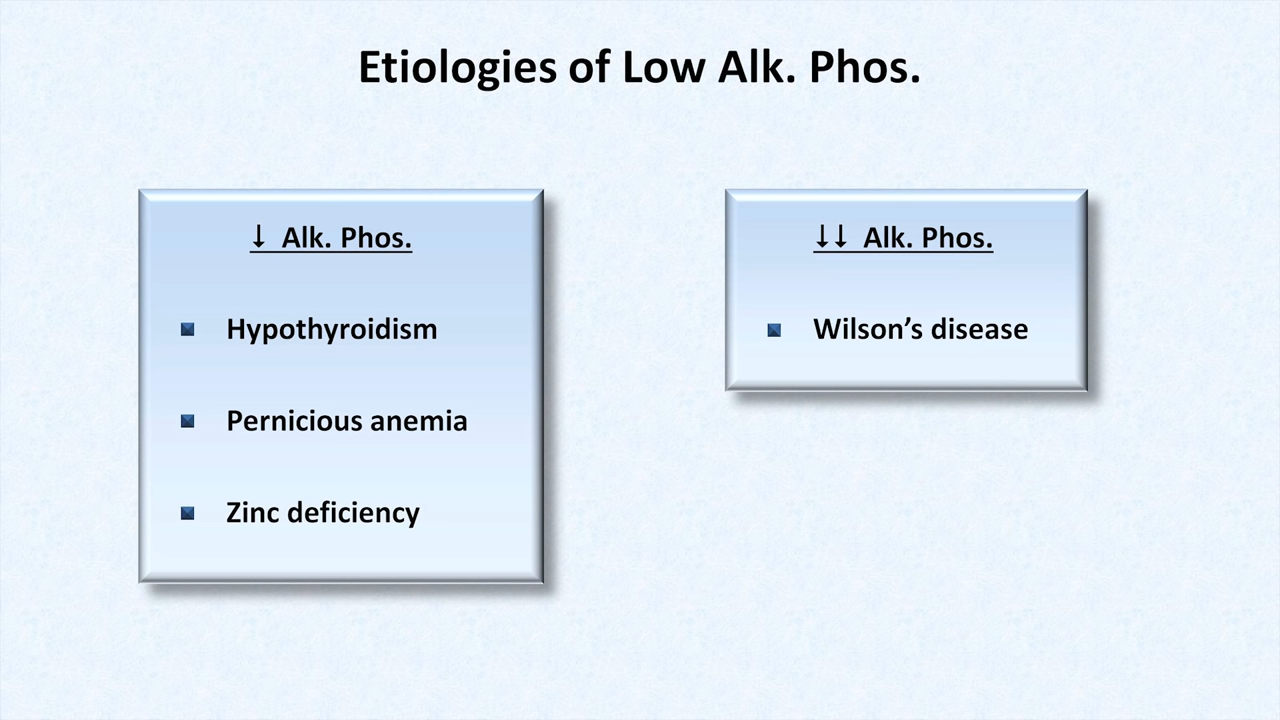 Etiologies of Low Alk. Phos.
↓ Alk. Phos.
Hypothyroidism
Pernicious anemia
Zinc deficiency
↓↓ Alk. Phos.
Wilson’s disease